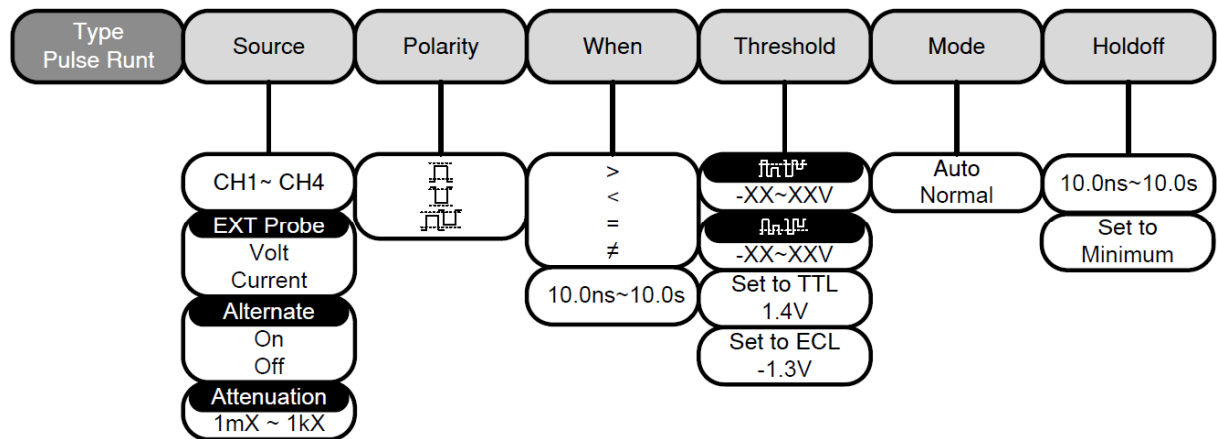 Type
Pulse Runt
Source
Polarity
When
Threshold
Mode
Holdoff
CH1~ CH4
EXT Probe
Volt
Current
Alternate
On
Off
Attenuation
1mX ~ 1kX
>
<
=
≠
10.0ns~10.0s
-XX~XXV
-XX~XXV
Set to TTL
1.4V
Set to ECL
-1.3V
Auto
Normal
10.0ns~10.0s
Set to
Minimum